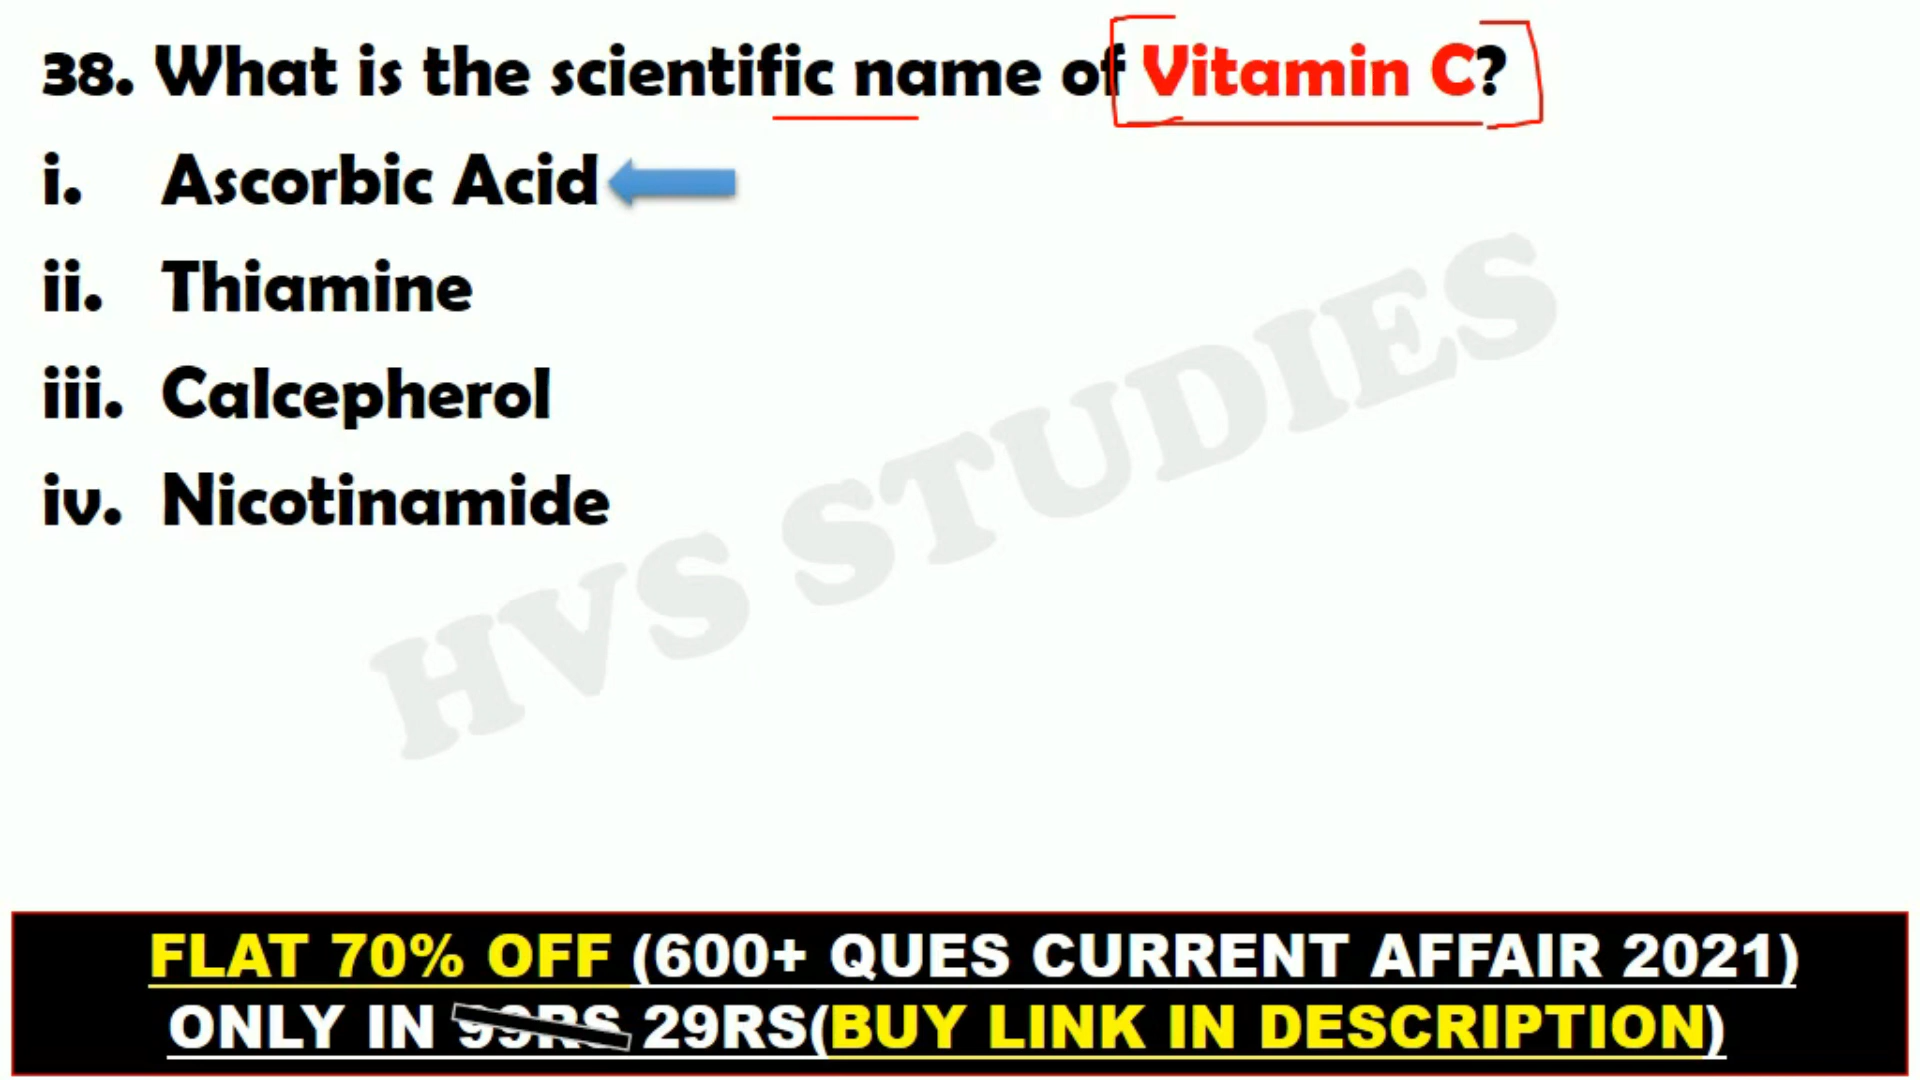 38. What is the scientific name of Vitamin C?
i. Ascorbic Acid
ii. Thiamine
iii. Calcepherol
iv. Nicotinamide
HVS STUDIES
FLAT 70% OFF (600+ QUES CURRENT AFFAIR 2021)
ONLY IN 99RS 29RS(BUY LINK IN DESCRIPTION)